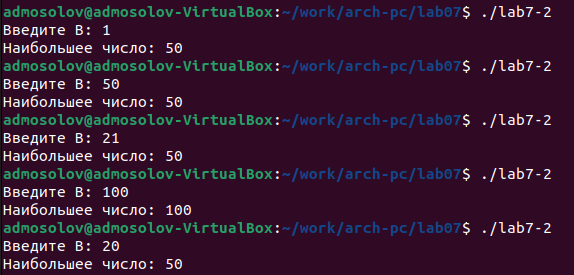 admosolov@admosolov-VirtualBox:~/work/arch-pc/lab07$ ./lab7-2
Введите B: 1
Наибольшее число: 50
admosolov@admosolov-VirtualBox:~/work/arch-pc/lab07$ ./lab7-2
Введите B: 50
Наибольшее число: 50
admosolov@admosolov-VirtualBox:~/work/arch-pc/lab07$ ./lab7-2
Введите B: 21
Наибольшее число: 50
admosolov@admosolov-VirtualBox:~/work/arch-pc/lab07$ ./lab7-2
Введите B: 100
Наибольшее число: 100
admosolov@admosolov-VirtualBox:~/work/arch-pc/lab07$ ./lab7-2
Введите B: 20
Наибольшее число: 50